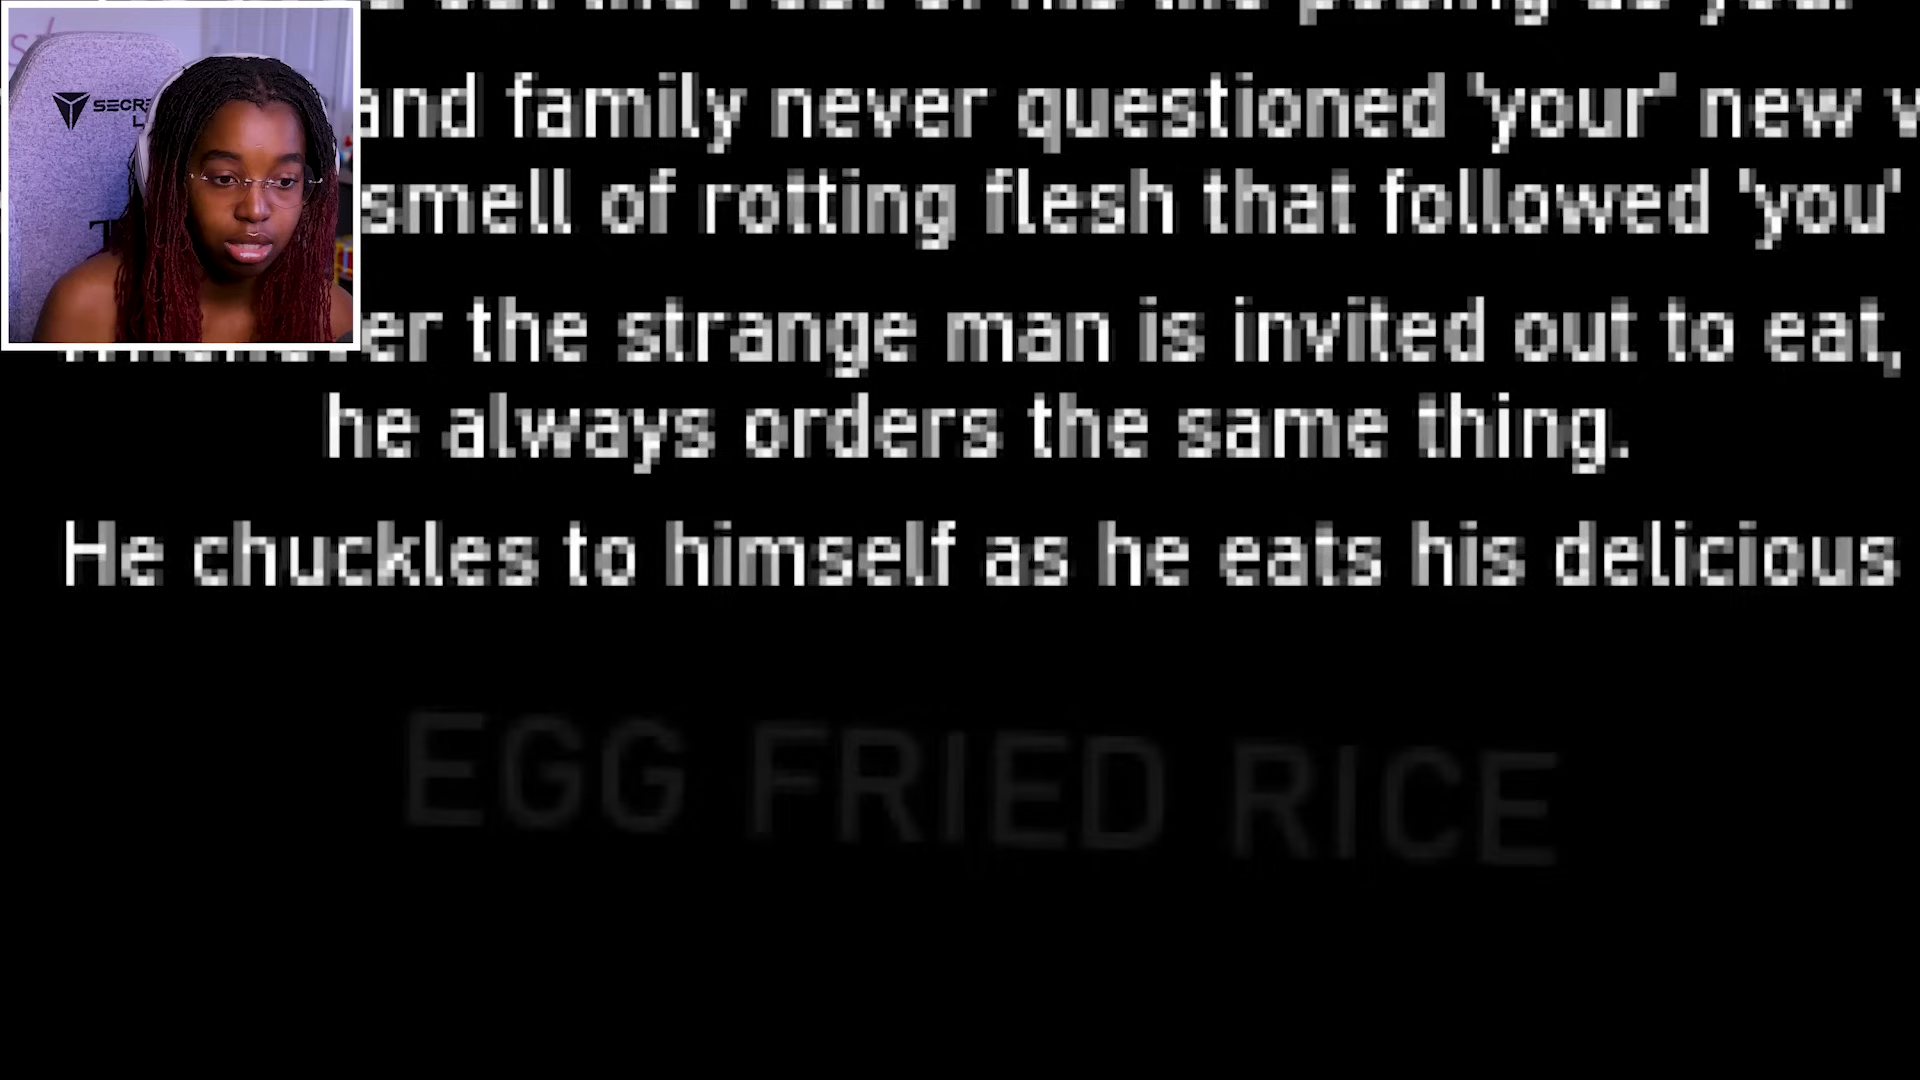 and family never questioned 'your' new
smell of rotting flesh that followed 'you'
the strange man is invited out to eat,
he always orders the same thing.
He chuckles to himself as he eats his delicious
EGG FRIED RICE